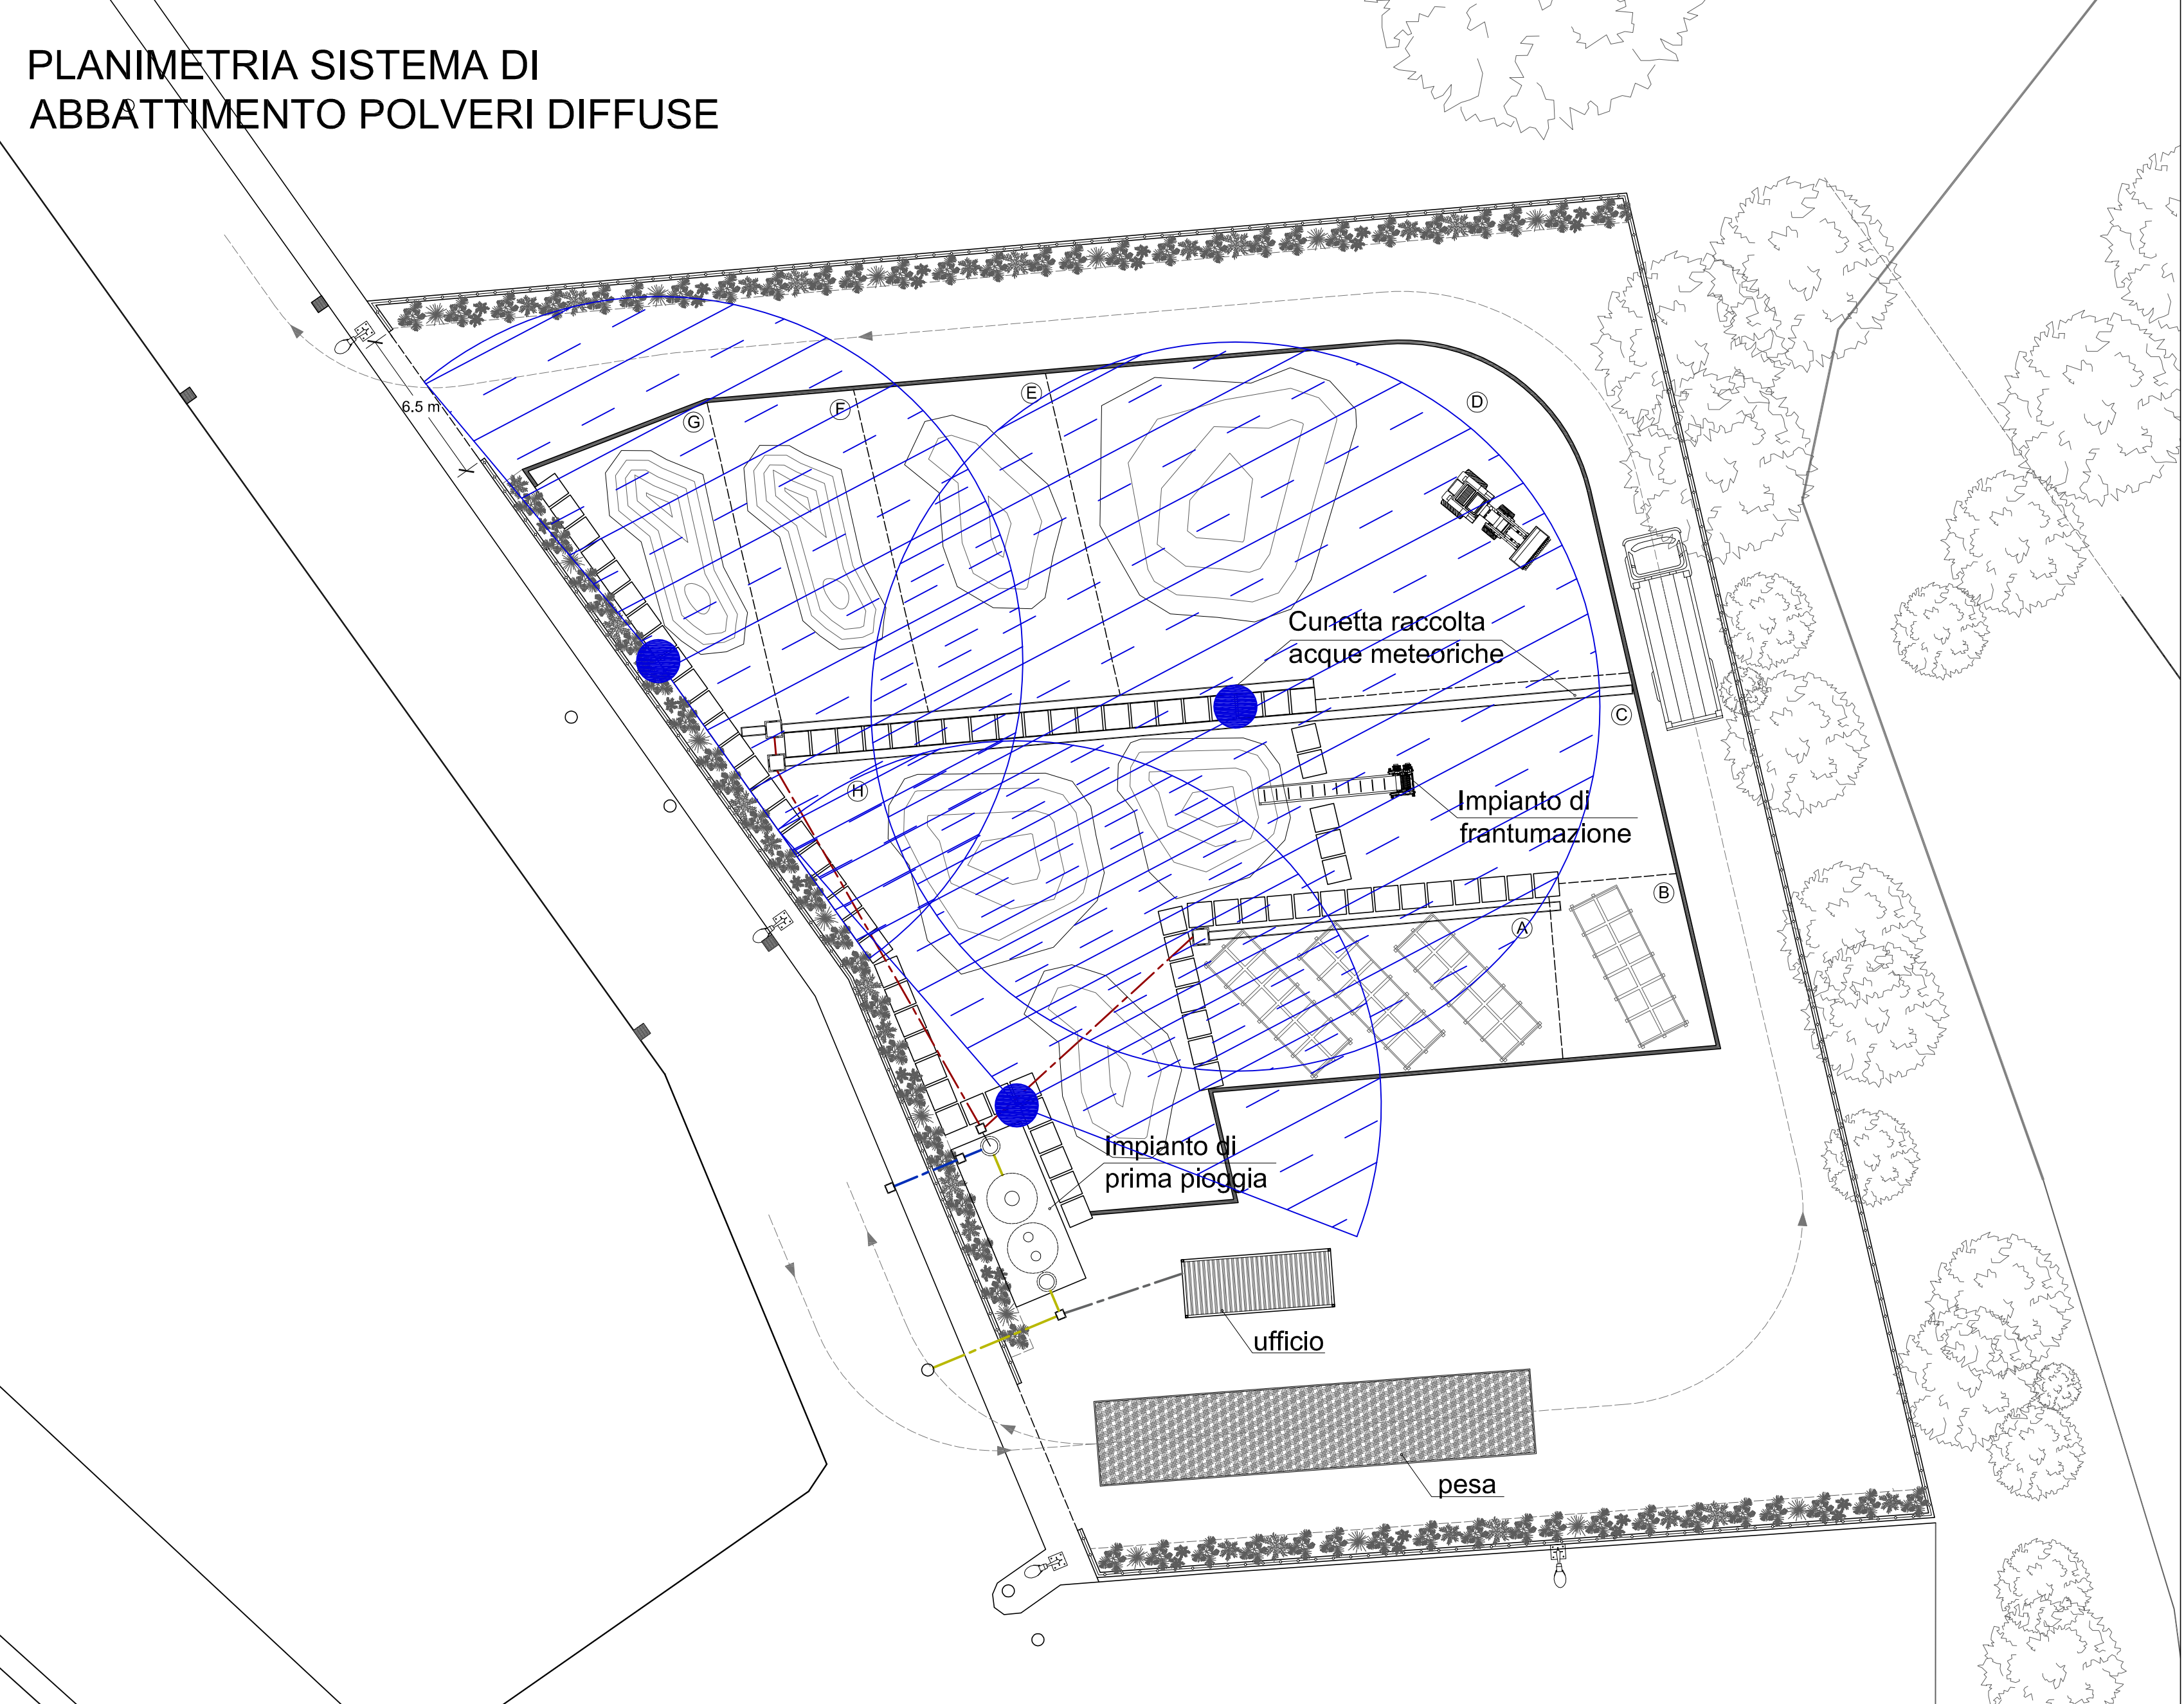 PLANIMETRIA SISTEMA DI
ABBATTIMENTO POLVERI DIFFUSE
6.5 m
G
F
E
D
Cunetta raccolta
acque meteoriche
C
H
Impianto di
frantumazione
B
A
Impianto di
prima pioggia
ufficio
pesa